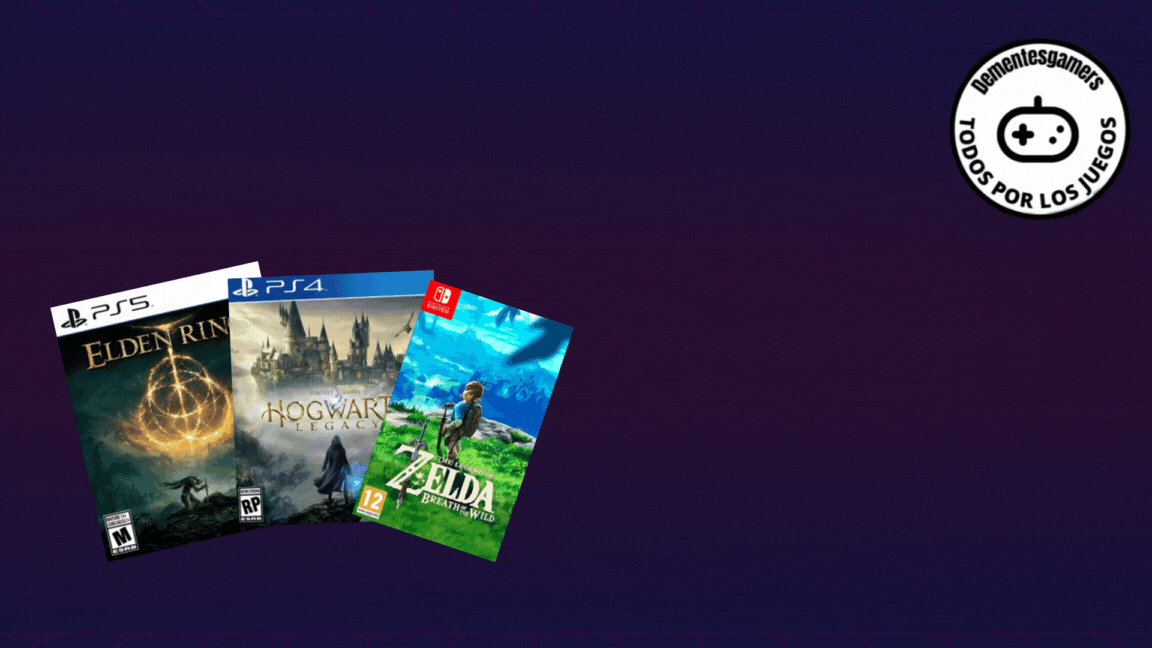 Dementesgamers
TODOS POR LOS JUEGOS
PS5
ELDEN RIN
M
ESRB
PS4
HOGWART
LEGACY
RP
ESRB
SWITCH
THE LEGEND OF
ZELDA
BREATH OF THE WILD
12